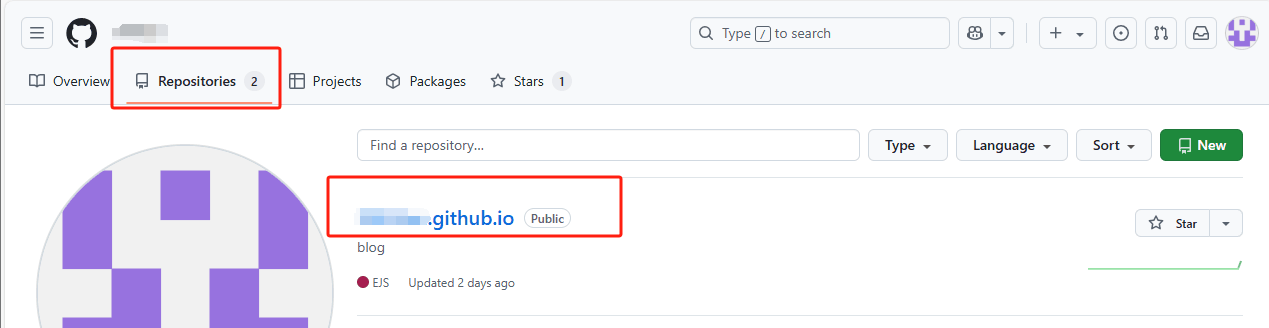 Type / to search
Overview Repositories 2 Projects Packages Stars 1
Find a repository... Type Language Sort New
.github.io Public Star
blog
EJS Updated 2 days ago